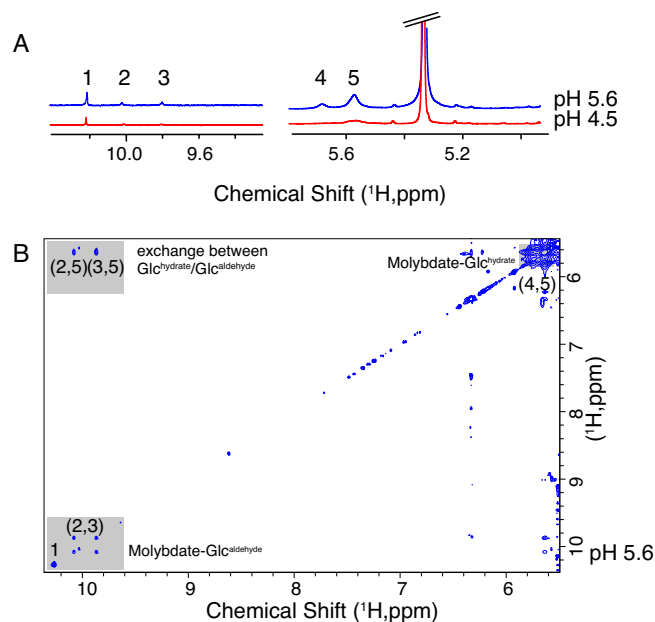 A
1 2 3 4 5
pH 5.6
pH 4.5
10.0 9.6 5.6 5.2
Chemical Shift (¹H,ppm)
B
exchange between
Glc^hydrate/Glc^aldehyde
(2,5)(3,5)
Molybdate-Glc^hydrate
(4,5)
6
7
8
9
10
(¹H,ppm)
(2,3)
1
Molybdate-Glc^aldehyde
pH 5.6
10 9 8 7 6
Chemical Shift (¹H,ppm)